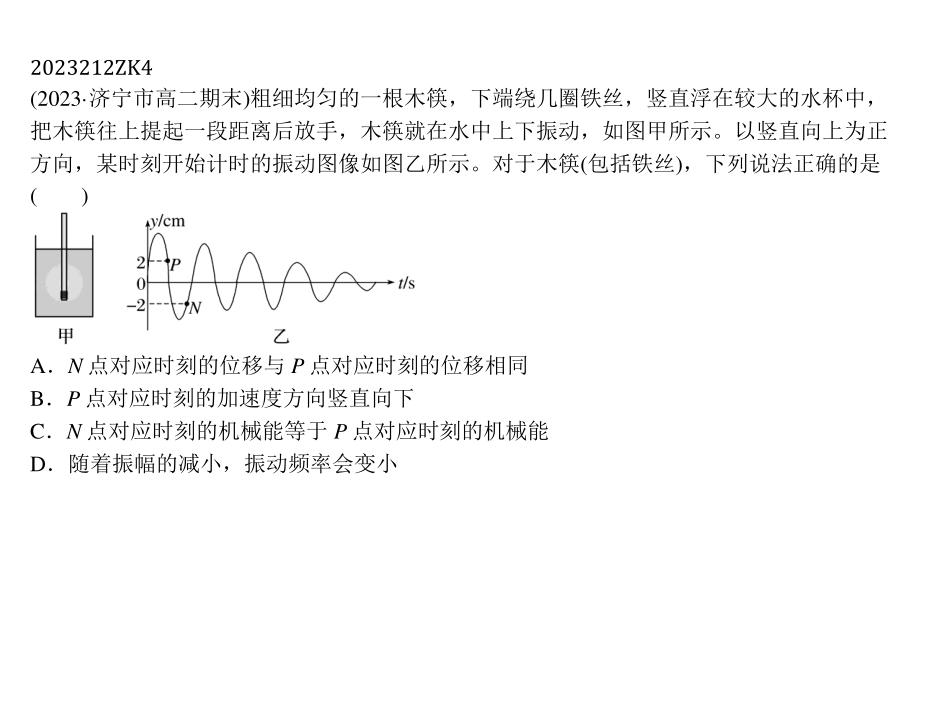 2023212ZK4
(2023·济宁市高二期末)粗细均匀的一根木筷，下端绕几圈铁丝，竖直浮在较大的水杯中，
把木筷往上提起一段距离后放手，木筷就在水中上下振动，如图甲所示。以竖直向上为正
方向，某时刻开始计时的振动图像如图乙所示。对于木筷(包括铁丝)，下列说法正确的是
(　　)
y/cm
2
P
0
t/s
−2
N
甲
乙
A．N 点对应时刻的位移与 P 点对应时刻的位移相同
B．P 点对应时刻的加速度方向竖直向下
C．N 点对应时刻的机械能等于 P 点对应时刻的机械能
D．随着振幅的减小，振动频率会变小